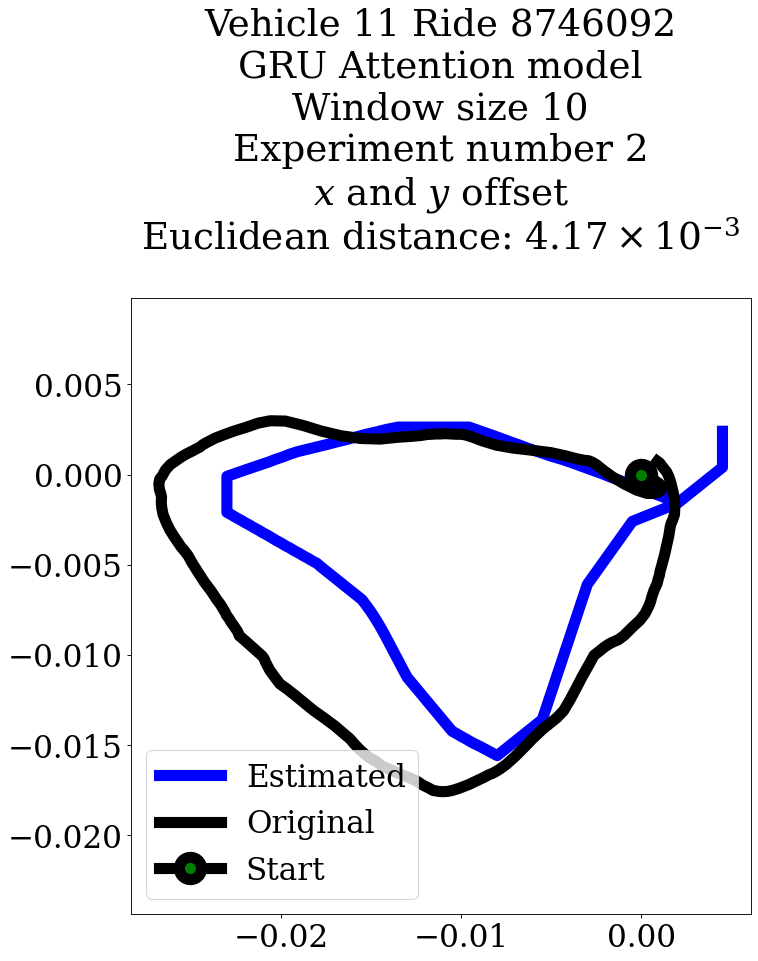 Vehicle 11 Ride 8746092
GRU Attention model
Window size 10
Experiment number 2
x and y offset
Euclidean distance: 4.17 × 10⁻³
0.005
0.000
−0.005
−0.010
−0.015
−0.020
Estimated
Original
Start
−0.02 −0.01 0.00